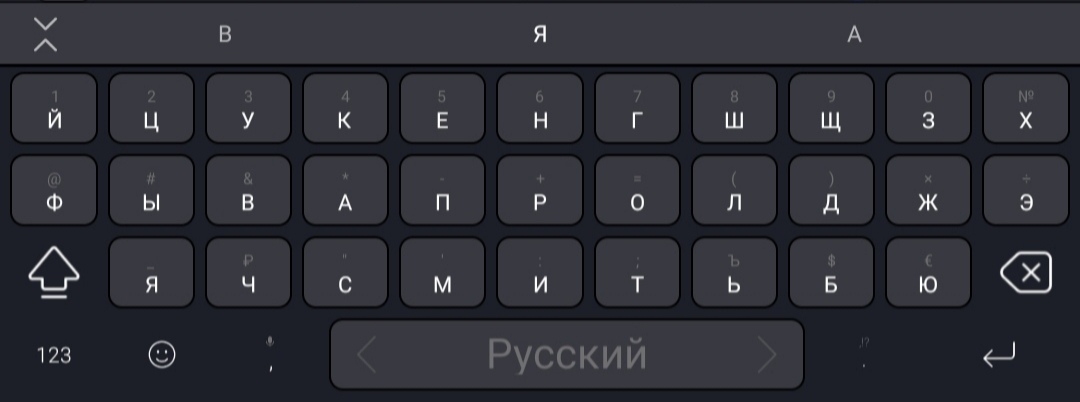 В Я А
1 2 3 4 5 6 7 8 9 0 №
Й Ц У К Е Н Г Ш Щ З Х
@ # & * - + = ( ) × ÷
Ф Ы В А П Р О Л Д Ж Э
_ ₽ " ' : ; Ъ $ €
Я Ч С М И Т Ь Б Ю
123 , Русский .
,!?